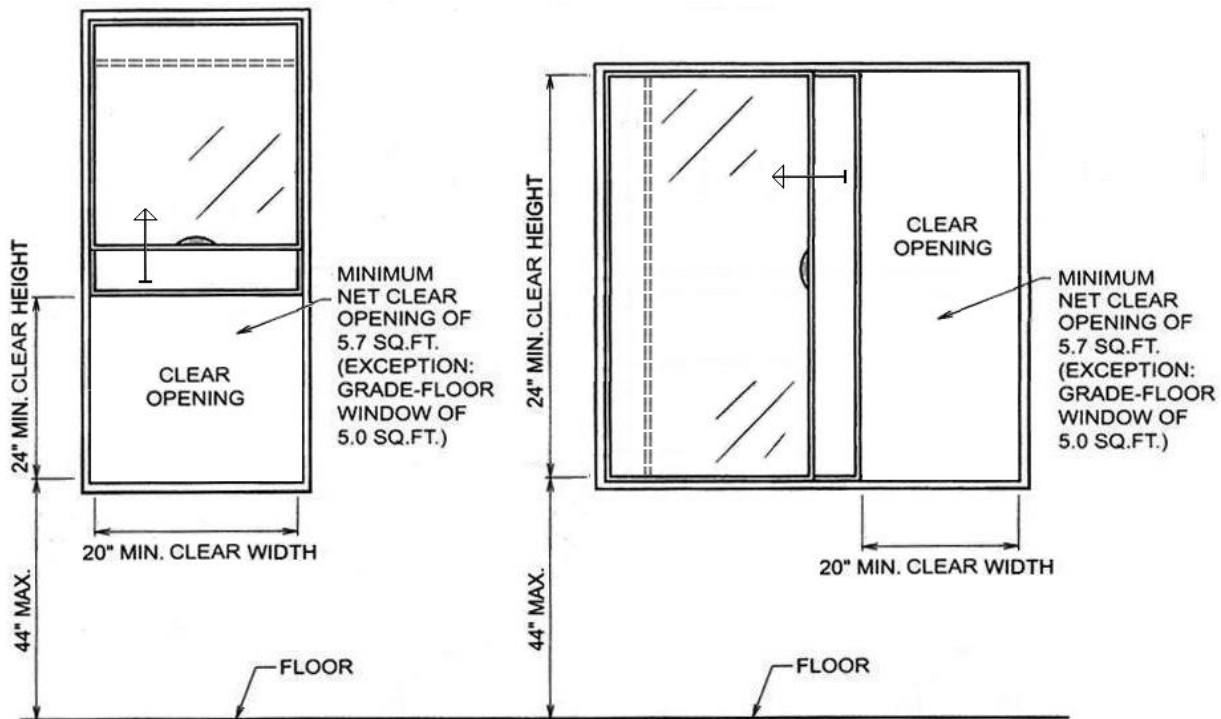 24" MIN. CLEAR HEIGHT
CLEAR
OPENING
MINIMUM
NET CLEAR
OPENING OF
5.7 SQ.FT.
(EXCEPTION:
GRADE-FLOOR
WINDOW OF
5.0 SQ.FT.)
20" MIN. CLEAR WIDTH
44" MAX.
FLOOR
24" MIN. CLEAR HEIGHT
CLEAR
OPENING
MINIMUM
NET CLEAR
OPENING OF
5.7 SQ.FT.
(EXCEPTION:
GRADE-FLOOR
WINDOW OF
5.0 SQ.FT.)
20" MIN. CLEAR WIDTH
44" MAX.
FLOOR